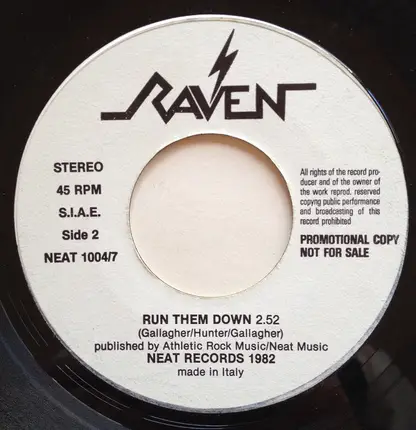 RAVEN
STEREO
45 RPM
S.I.A.E.
Side 2
NEAT 1004/7
All rights of the record pro-
ducer and of the owner of
the work reprod. reserved
copyng public performance
and broadcasting of this
record prohibited
PROMOTIONAL COPY
NOT FOR SALE
RUN THEM DOWN 2.52
(Gallagher/Hunter/Gallagher)
published by Athletic Rock Music/Neat Music
NEAT RECORDS 1982
made in Italy